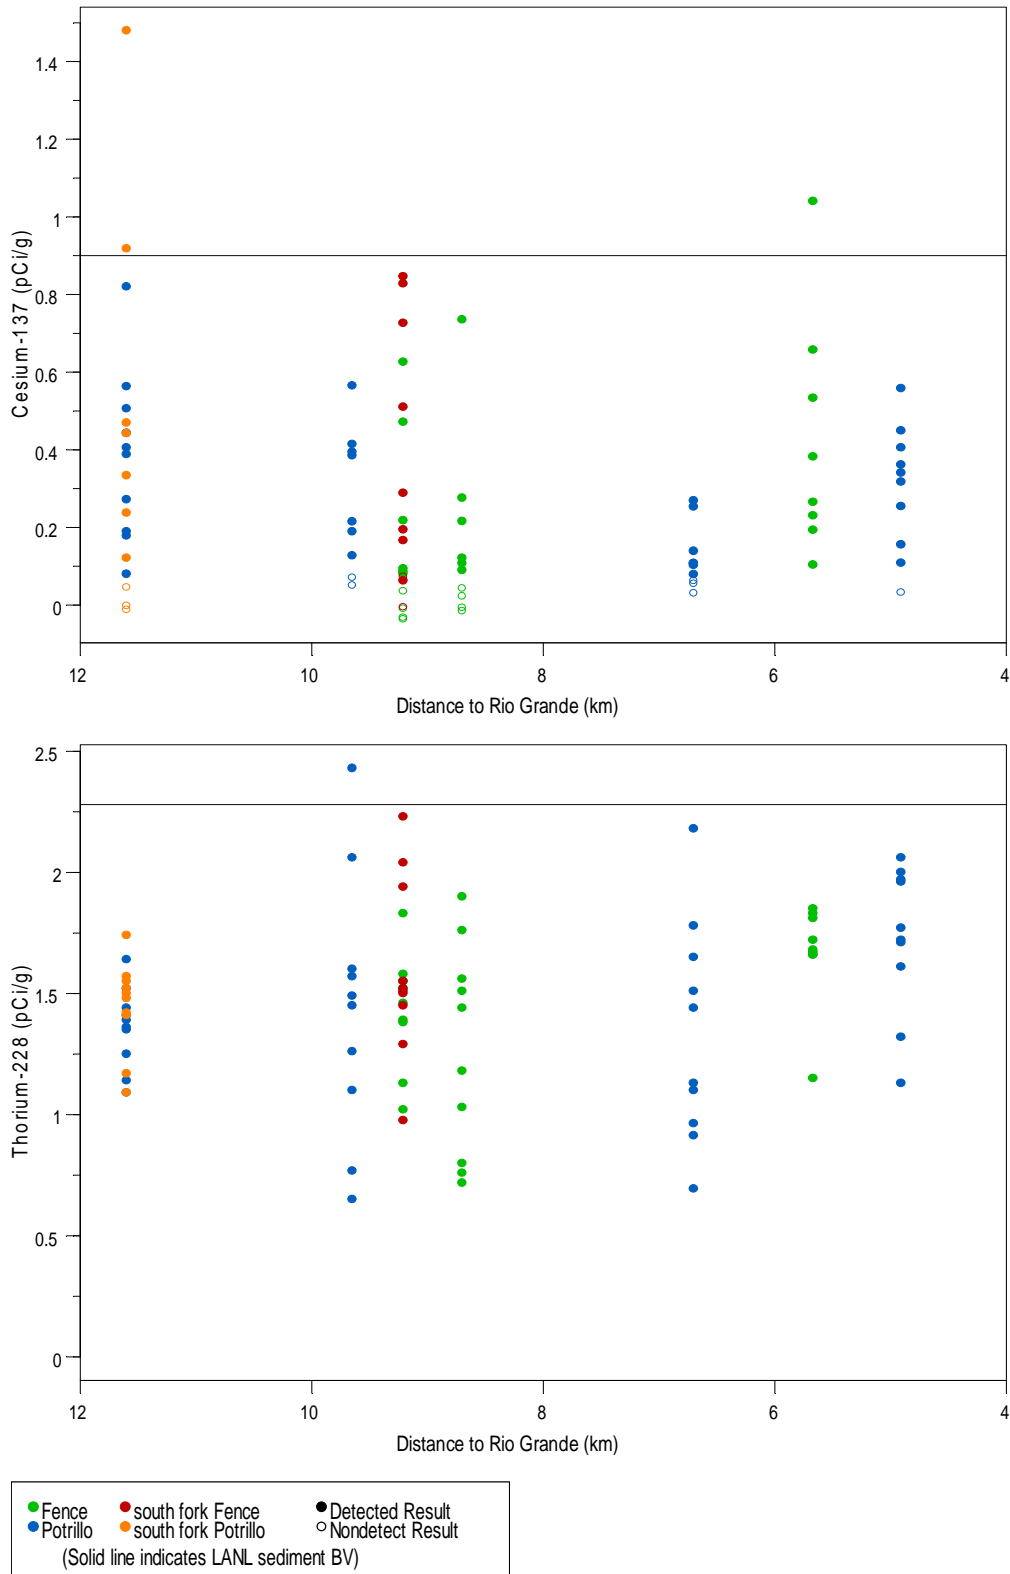 1.4
1.2
1
0.8
0.6
0.4
0.2
0
Cesium-137 (pCi/g)
12 10 8 6 4
Distance to Rio Grande (km)
2.5
2
1.5
1
0.5
0
Thorium-228 (pCi/g)
12 10 8 6 4
Distance to Rio Grande (km)
Fence south fork Fence Detected Result
Potrillo south fork Potrillo Nondetect Result
(Solid line indicates LANL sediment BV)